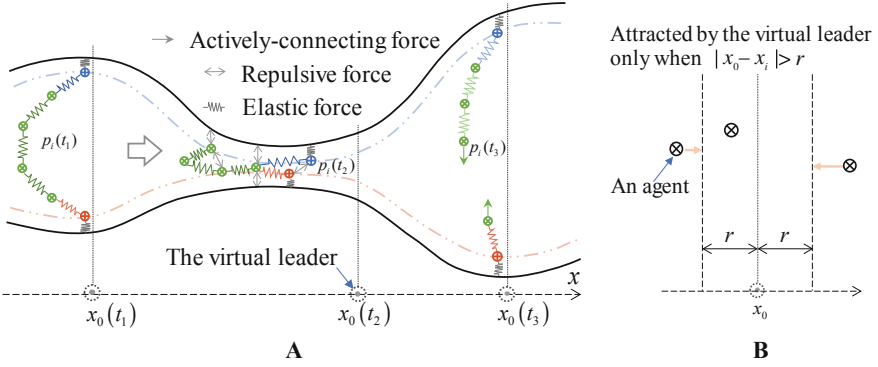 Actively-connecting force
Repulsive force
Elastic force
p_i(t_1)
p_i(t_2)
p_i(t_3)
The virtual leader
x
x_0(t_1)
x_0(t_2)
x_0(t_3)
A
Attracted by the virtual leader
only when |x_0 − x_i| > r
An agent
r
r
x_0
B